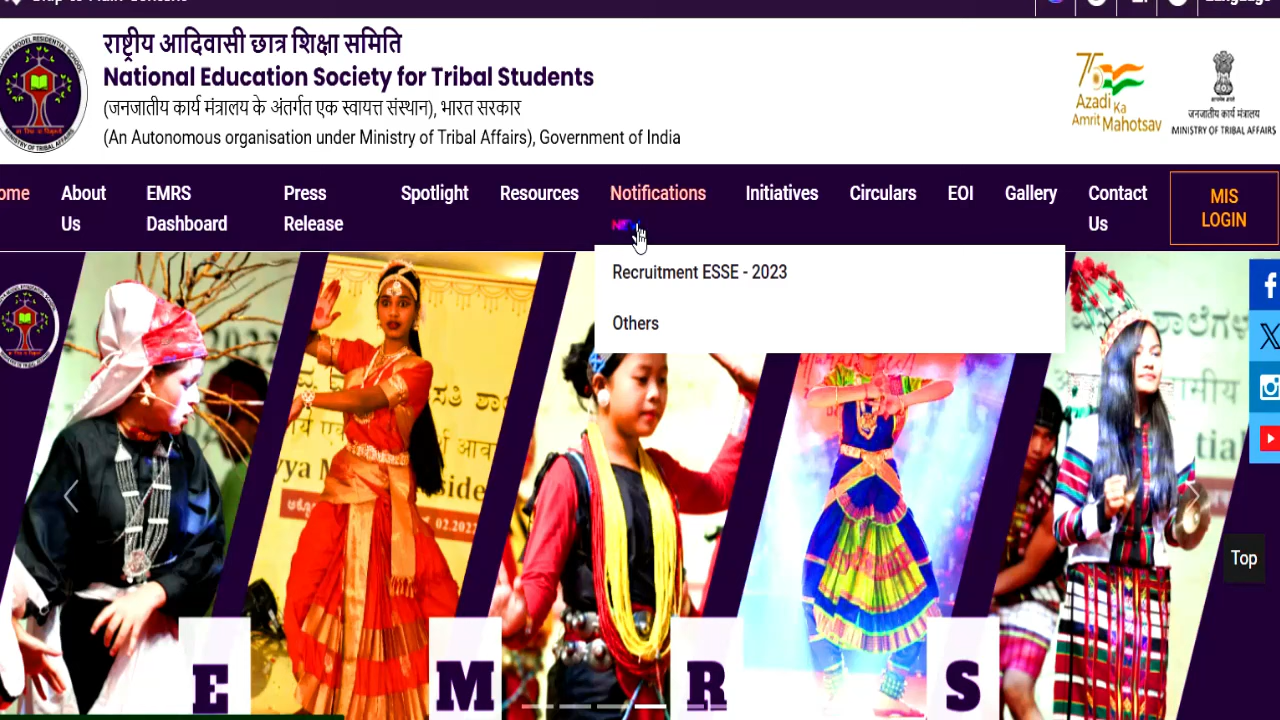 राष्ट्रीय आदिवासी छात्र शिक्षा समिति
National Education Society for Tribal Students
(जनजातीय कार्य मंत्रालय के अंतर्गत एक स्वायत्त संस्थान), भारत सरकार
(An Autonomous organisation under Ministry of Tribal Affairs), Government of India
75
Azadi Ka
Amrit Mahotsav
जनजातीय कार्य मंत्रालय
MINISTRY OF TRIBAL AFFAIRS
ome
About Us
EMRS Dashboard
Press Release
Spotlight
Resources
Notifications
Initiatives
Circulars
EOI
Gallery
Contact Us
MIS LOGIN
Recruitment ESSE - 2023
Others
Top
E M R S